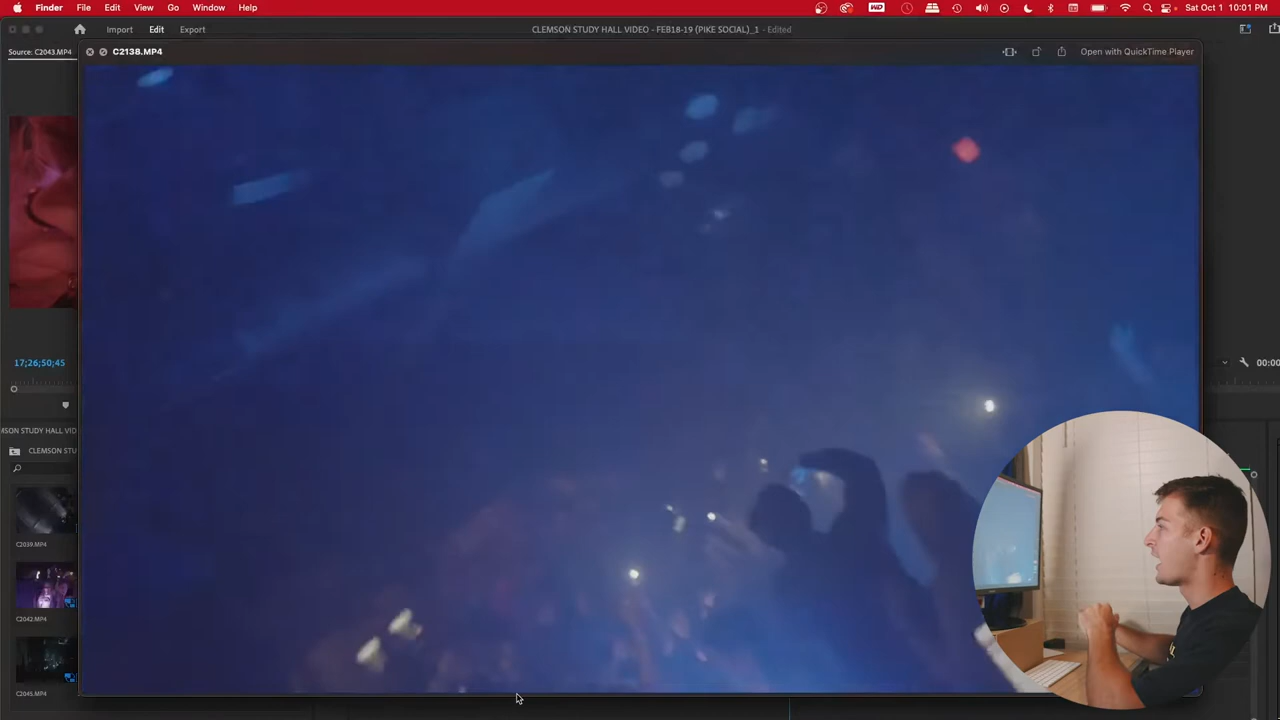 Finder File Edit View Go Window Help WD Sat Oct 1 10:01 PM
Import Edit Export CLEMSON STUDY HALL VIDEO - FEB18-19 (PIKE SOCIAL)_1 - Edited
Source: C2043.MP4
C2138.MP4 Open with QuickTime Player
17;26;50;45
00:00
MSON STUDY HALL VID
CLEMSON STU
C2039.MP4
C2042.MP4
C2045.MP4